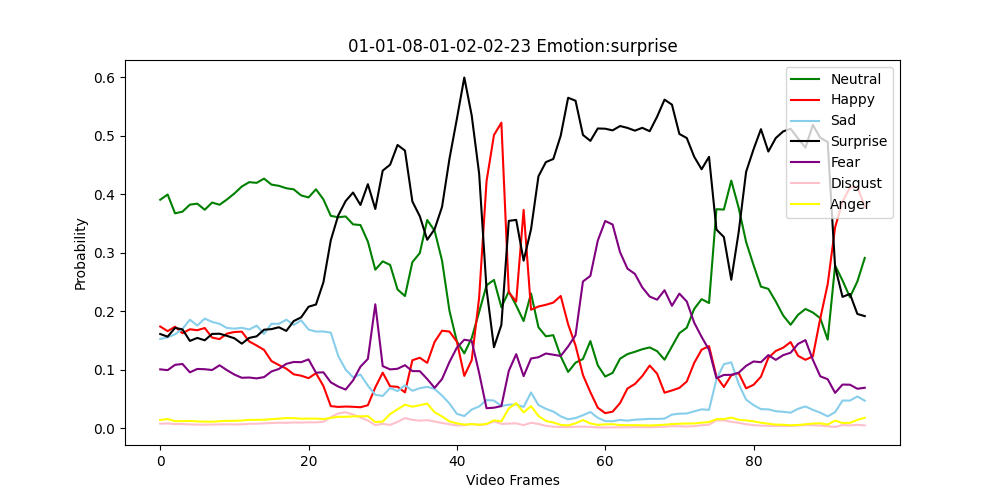 01-01-08-01-02-02-23 Emotion:surprise
Probability
0.6
0.5
0.4
0.3
0.2
0.1
0.0
0
20
40
60
80
Video Frames
Neutral
Happy
Sad
Surprise
Fear
Disgust
Anger